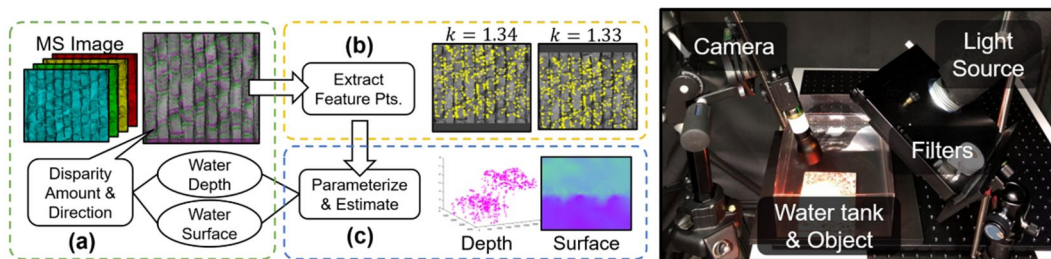 MS Image
Disparity
Amount &
Direction
Water
Depth
Water
Surface
(a)
(b)
Extract
Feature Pts.
k = 1.34
k = 1.33
Parameterize
& Estimate
(c)
Depth
Surface
Camera
Light
Source
Filters
Water tank
& Object